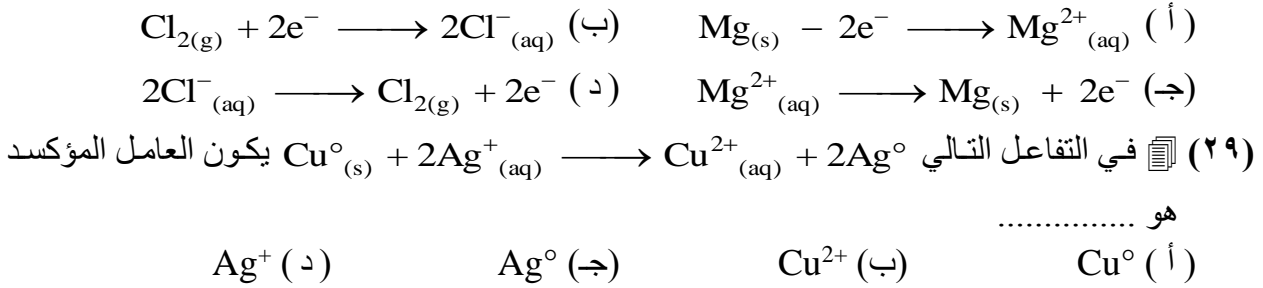 ( أ ) Mg(s) − 2e⁻ ⟶ Mg²⁺(aq) (ب) Cl₂(g) + 2e⁻ ⟶ 2Cl⁻(aq)
(جـ) Mg²⁺(aq) ⟶ Mg(s) + 2e⁻ ( د ) 2Cl⁻(aq) ⟶ Cl₂(g) + 2e⁻
(٢٩) في التفاعل التالي Cu°(s) + 2Ag⁺(aq) ⟶ Cu²⁺(aq) + 2Ag° يكون العامل المؤكسد
هو ...............
( أ ) Cu° (ب) Cu²⁺ (جـ) Ag° ( د ) Ag⁺